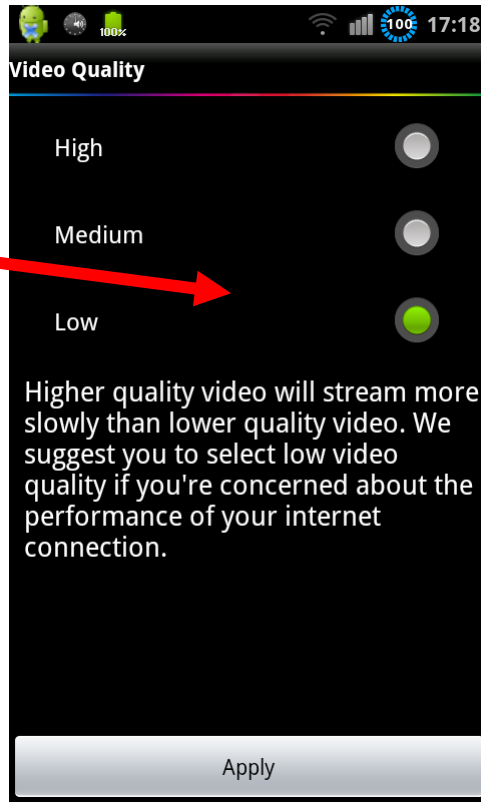 100%
100 17:18
Video Quality
High
Medium
Low
Higher quality video will stream more
slowly than lower quality video. We
suggest you to select low video
quality if you're concerned about the
performance of your internet
connection.
Apply